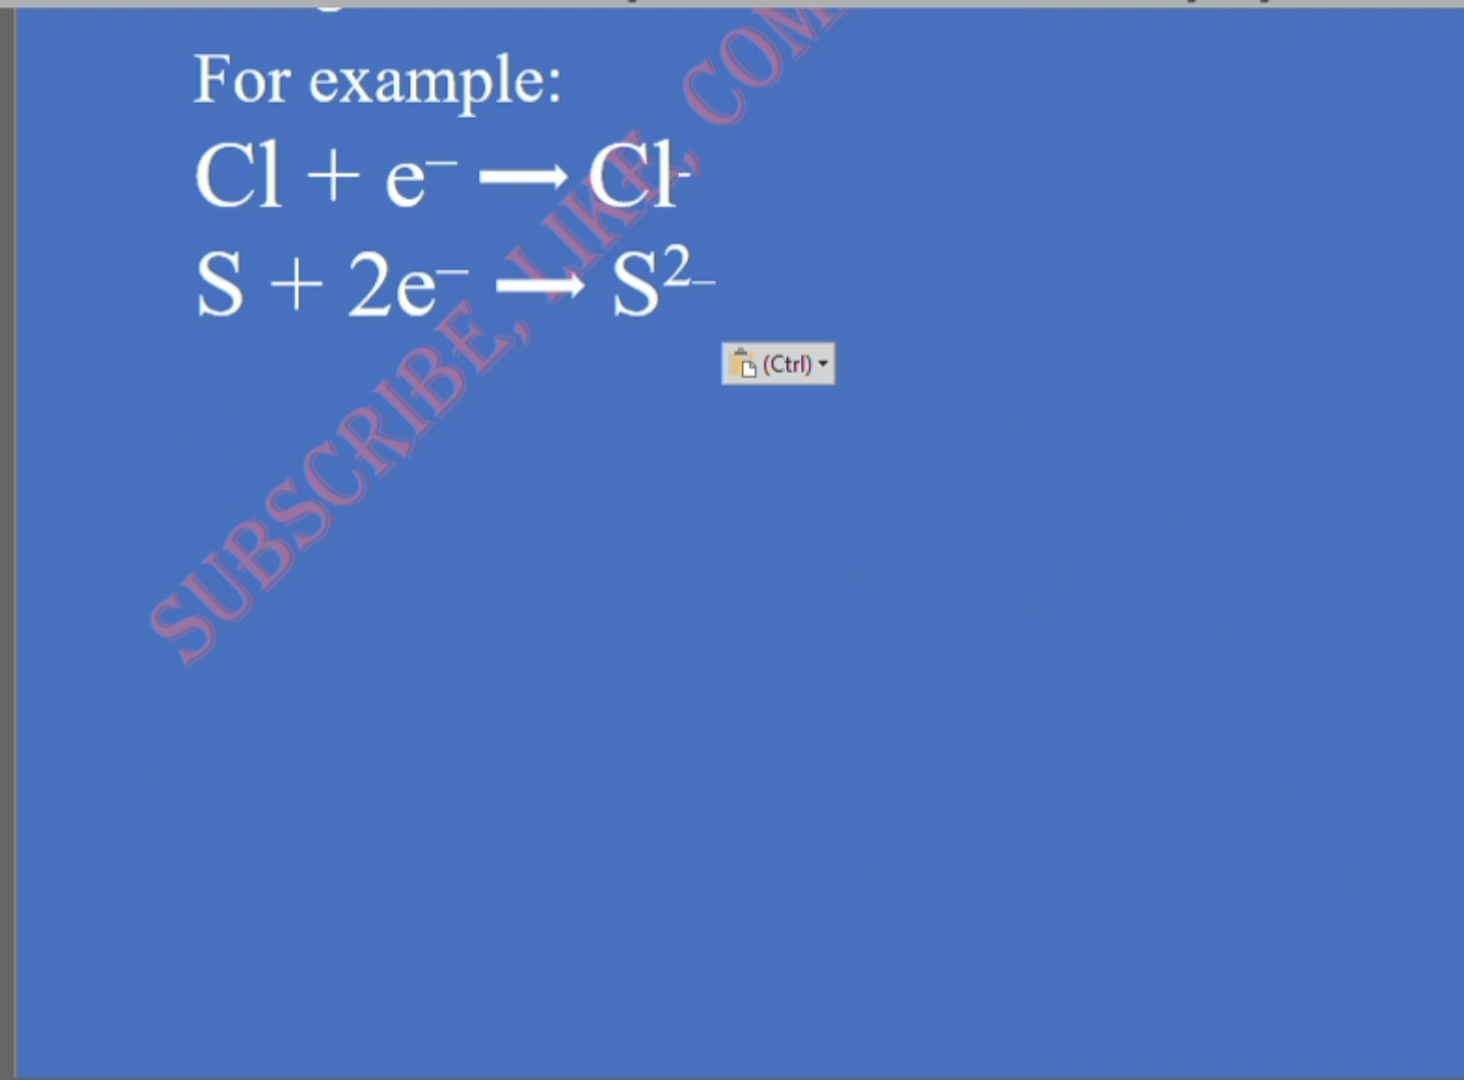 For example:
Cl + e⁻ ⟶ Cl⁻
S + 2e⁻ ⟶ S²⁻
(Ctrl)
SUBSCRIBE, LIKE, COM